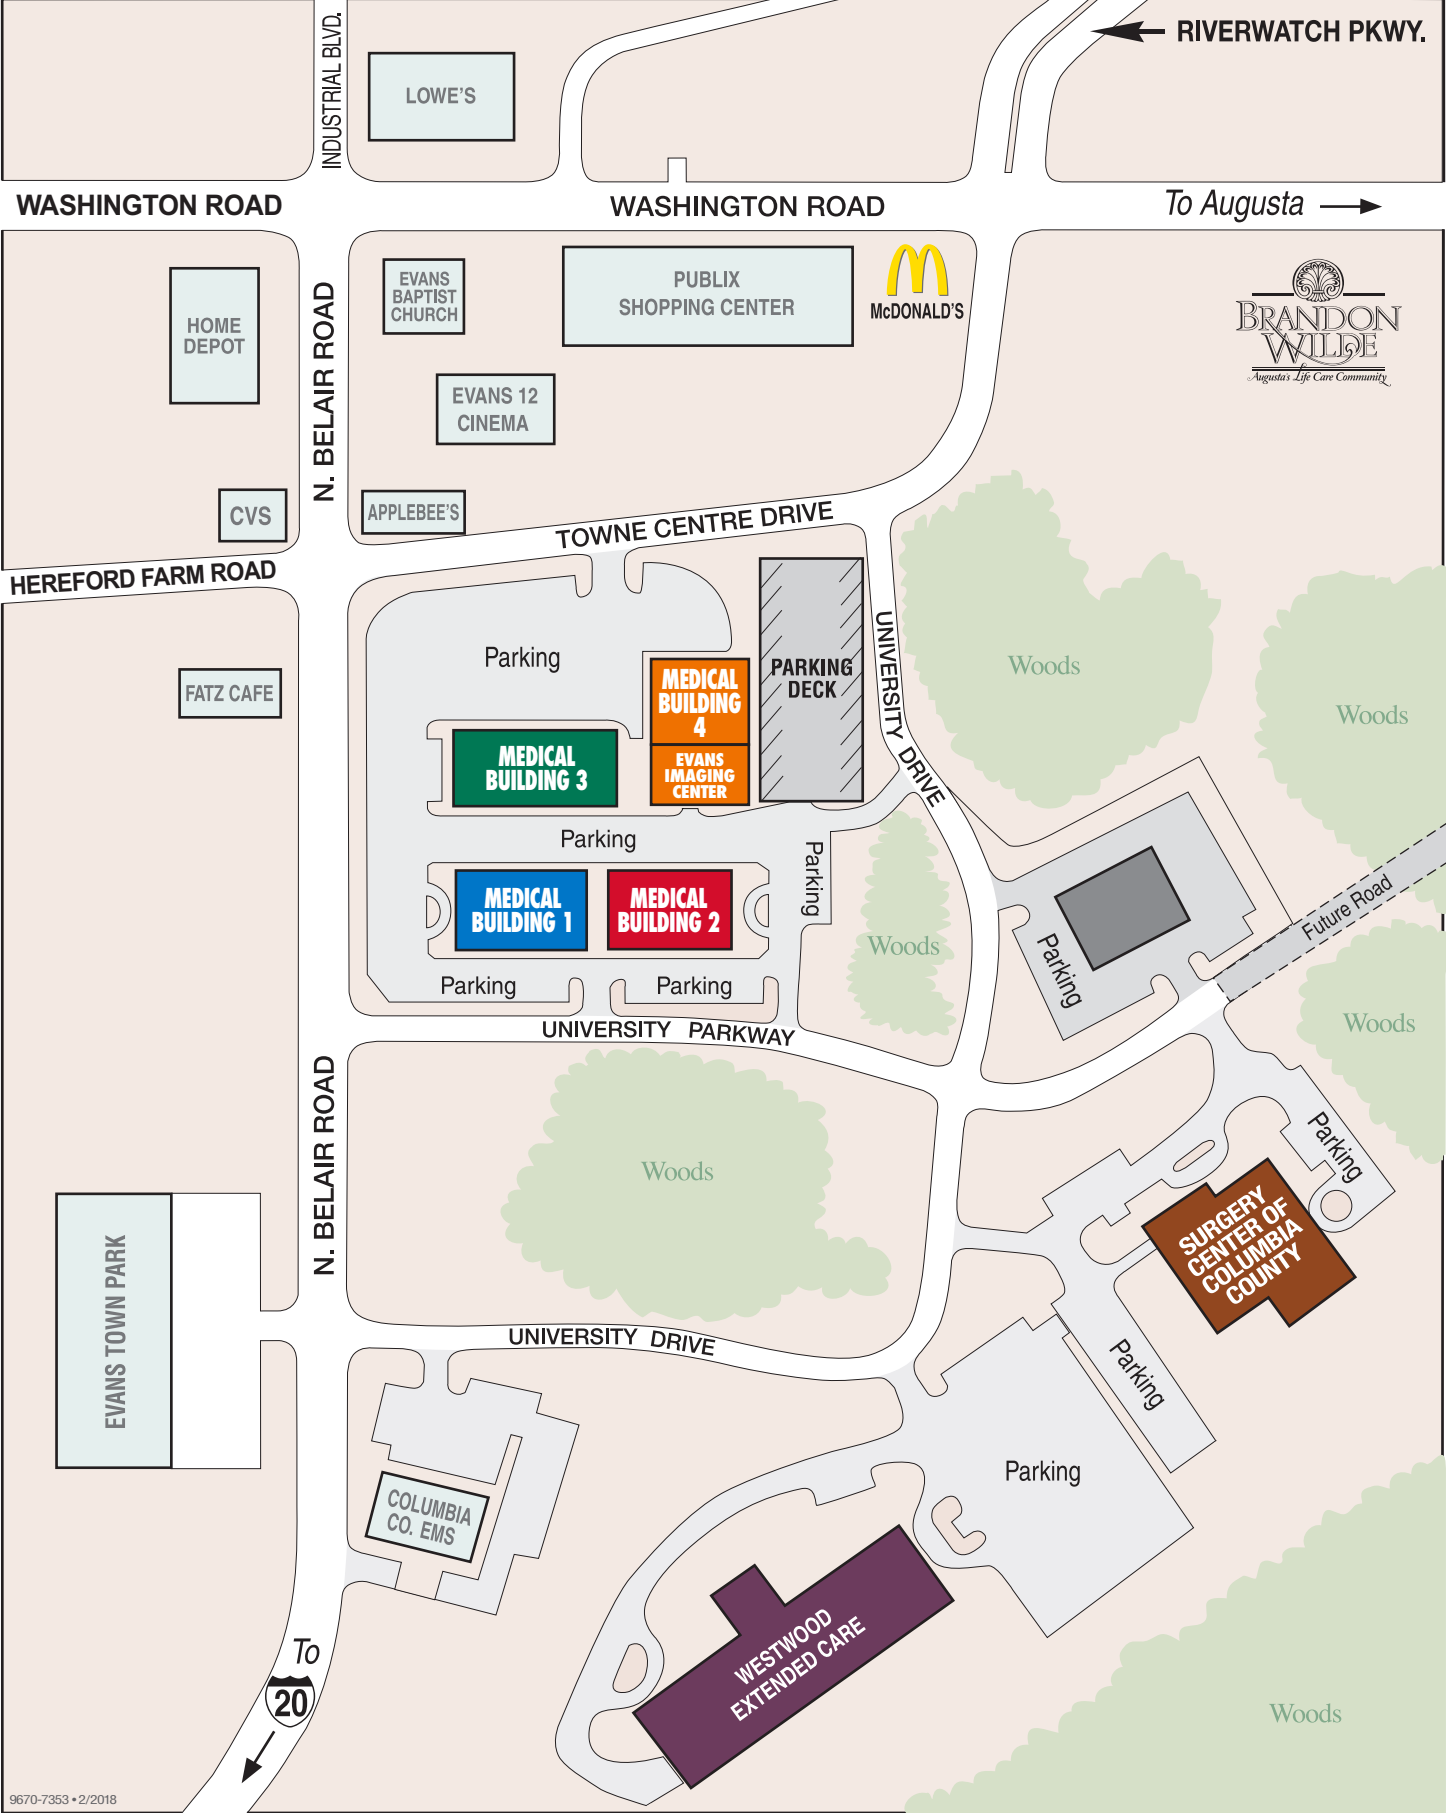 RIVERWATCH PKWY.
INDUSTRIAL BLVD.
LOWE'S
WASHINGTON ROAD
WASHINGTON ROAD
To Augusta
HOME
DEPOT
N. BELAIR ROAD
EVANS
BAPTIST
CHURCH
PUBLIX
SHOPPING CENTER
McDONALD'S
BRANDON
WILDE
Augusta's Life Care Community
EVANS 12
CINEMA
CVS
APPLEBEE'S
TOWNE CENTRE DRIVE
HEREFORD FARM ROAD
Parking
PARKING
DECK
UNIVERSITY DRIVE
Woods
Woods
FATZ CAFE
MEDICAL
BUILDING
4
EVANS
IMAGING
CENTER
MEDICAL
BUILDING 3
Parking
Parking
MEDICAL
BUILDING 1
MEDICAL
BUILDING 2
Woods
Parking
Future Road
Parking
Parking
UNIVERSITY PARKWAY
Woods
N. BELAIR ROAD
Woods
Parking
SURGERY
CENTER OF
COLUMBIA
COUNTY
EVANS TOWN PARK
UNIVERSITY DRIVE
Parking
Parking
COLUMBIA
CO. EMS
WESTWOOD
EXTENDED CARE
To
20
Woods
9670-7353 • 2/2018